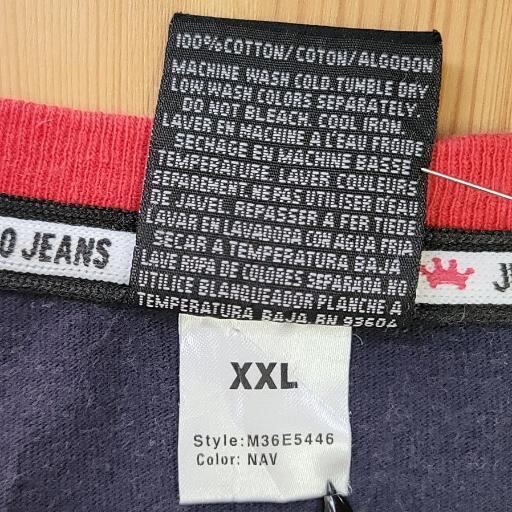 100%COTTON/COTON/ALGODON
MACHINE WASH COLD.TUMBLE DRY
LOW WASH COLORS SEPARATELY.
DO NOT BLEACH. COOL IRON.
LAVER EN MACHINE A L'EAU FROIDE
SECHAGE EN MACHINE BASSE
TEMPERATURE. LAVER. COULEURS
SEPAREMENT NE PAS UTILISER D'EAU
DE JAVEL. REPASSER A FER TIEDE
LAVAR EN LAVADORA CON AGUA FRIA
SECAR A TEMPERATURA BAJA
LAVE ROPA DE COLORES SEPARADA. NO
UTILICE BLANQUEADOR PLANCHE A
TEMPERATURA BAJA. RN 93604
O JEANS
XXL
Style:M36E5446
Color: NAV